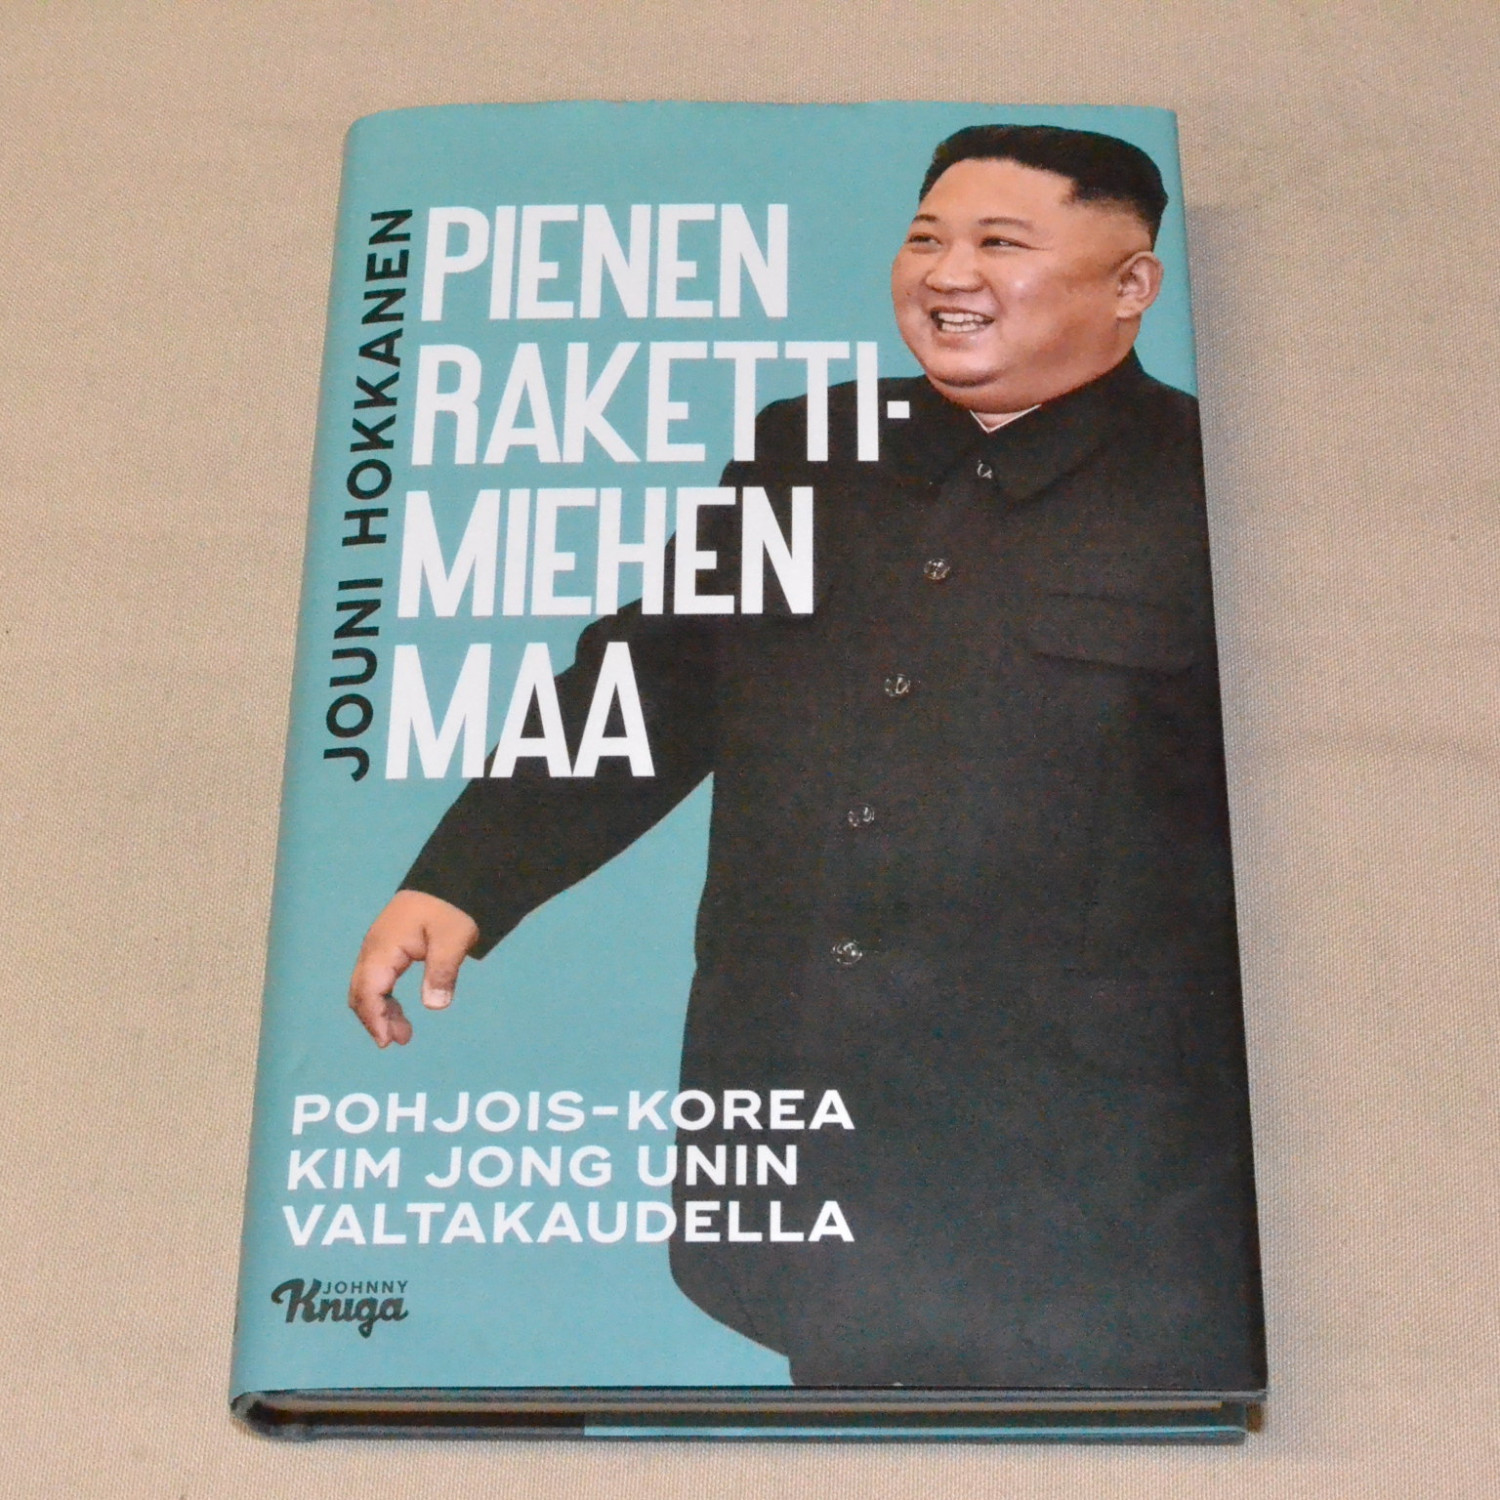 JOUNI HOKKANEN
PIENEN
RAKETTI-
MIEHEN
MAA
POHJOIS-KOREA
KIM JONG UNIN
VALTAKAUDELLA
JOHNNY
Kniga